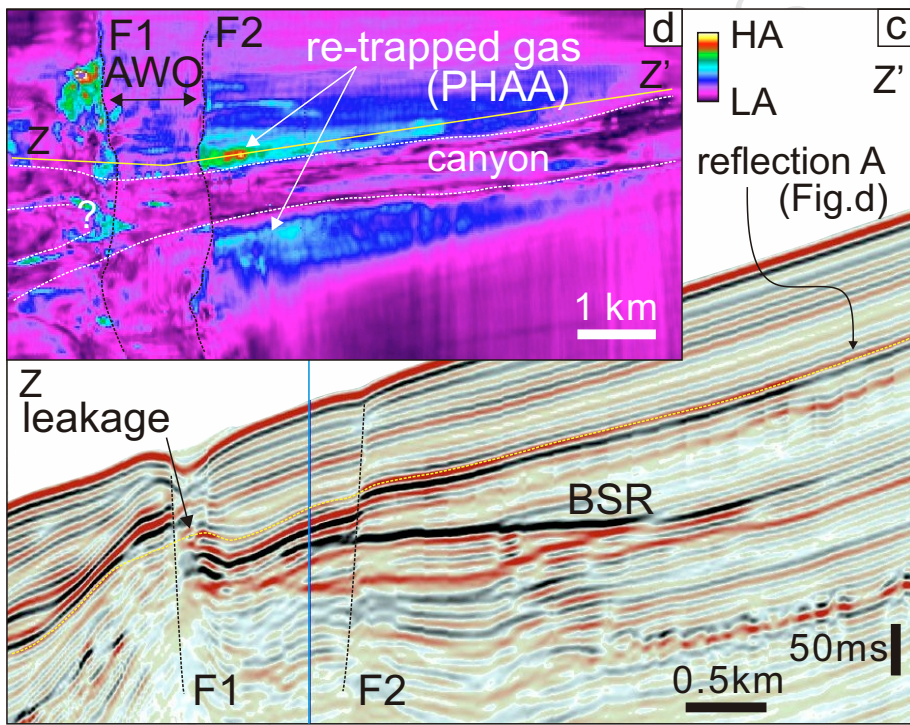 F1
F2
AWO
re-trapped gas
(PHAA)
d
HA
LA
c
Z'
Z'
Z
canyon
?
1 km
reflection A
(Fig.d)
Z
leakage
BSR
F1
F2
0.5km
50ms